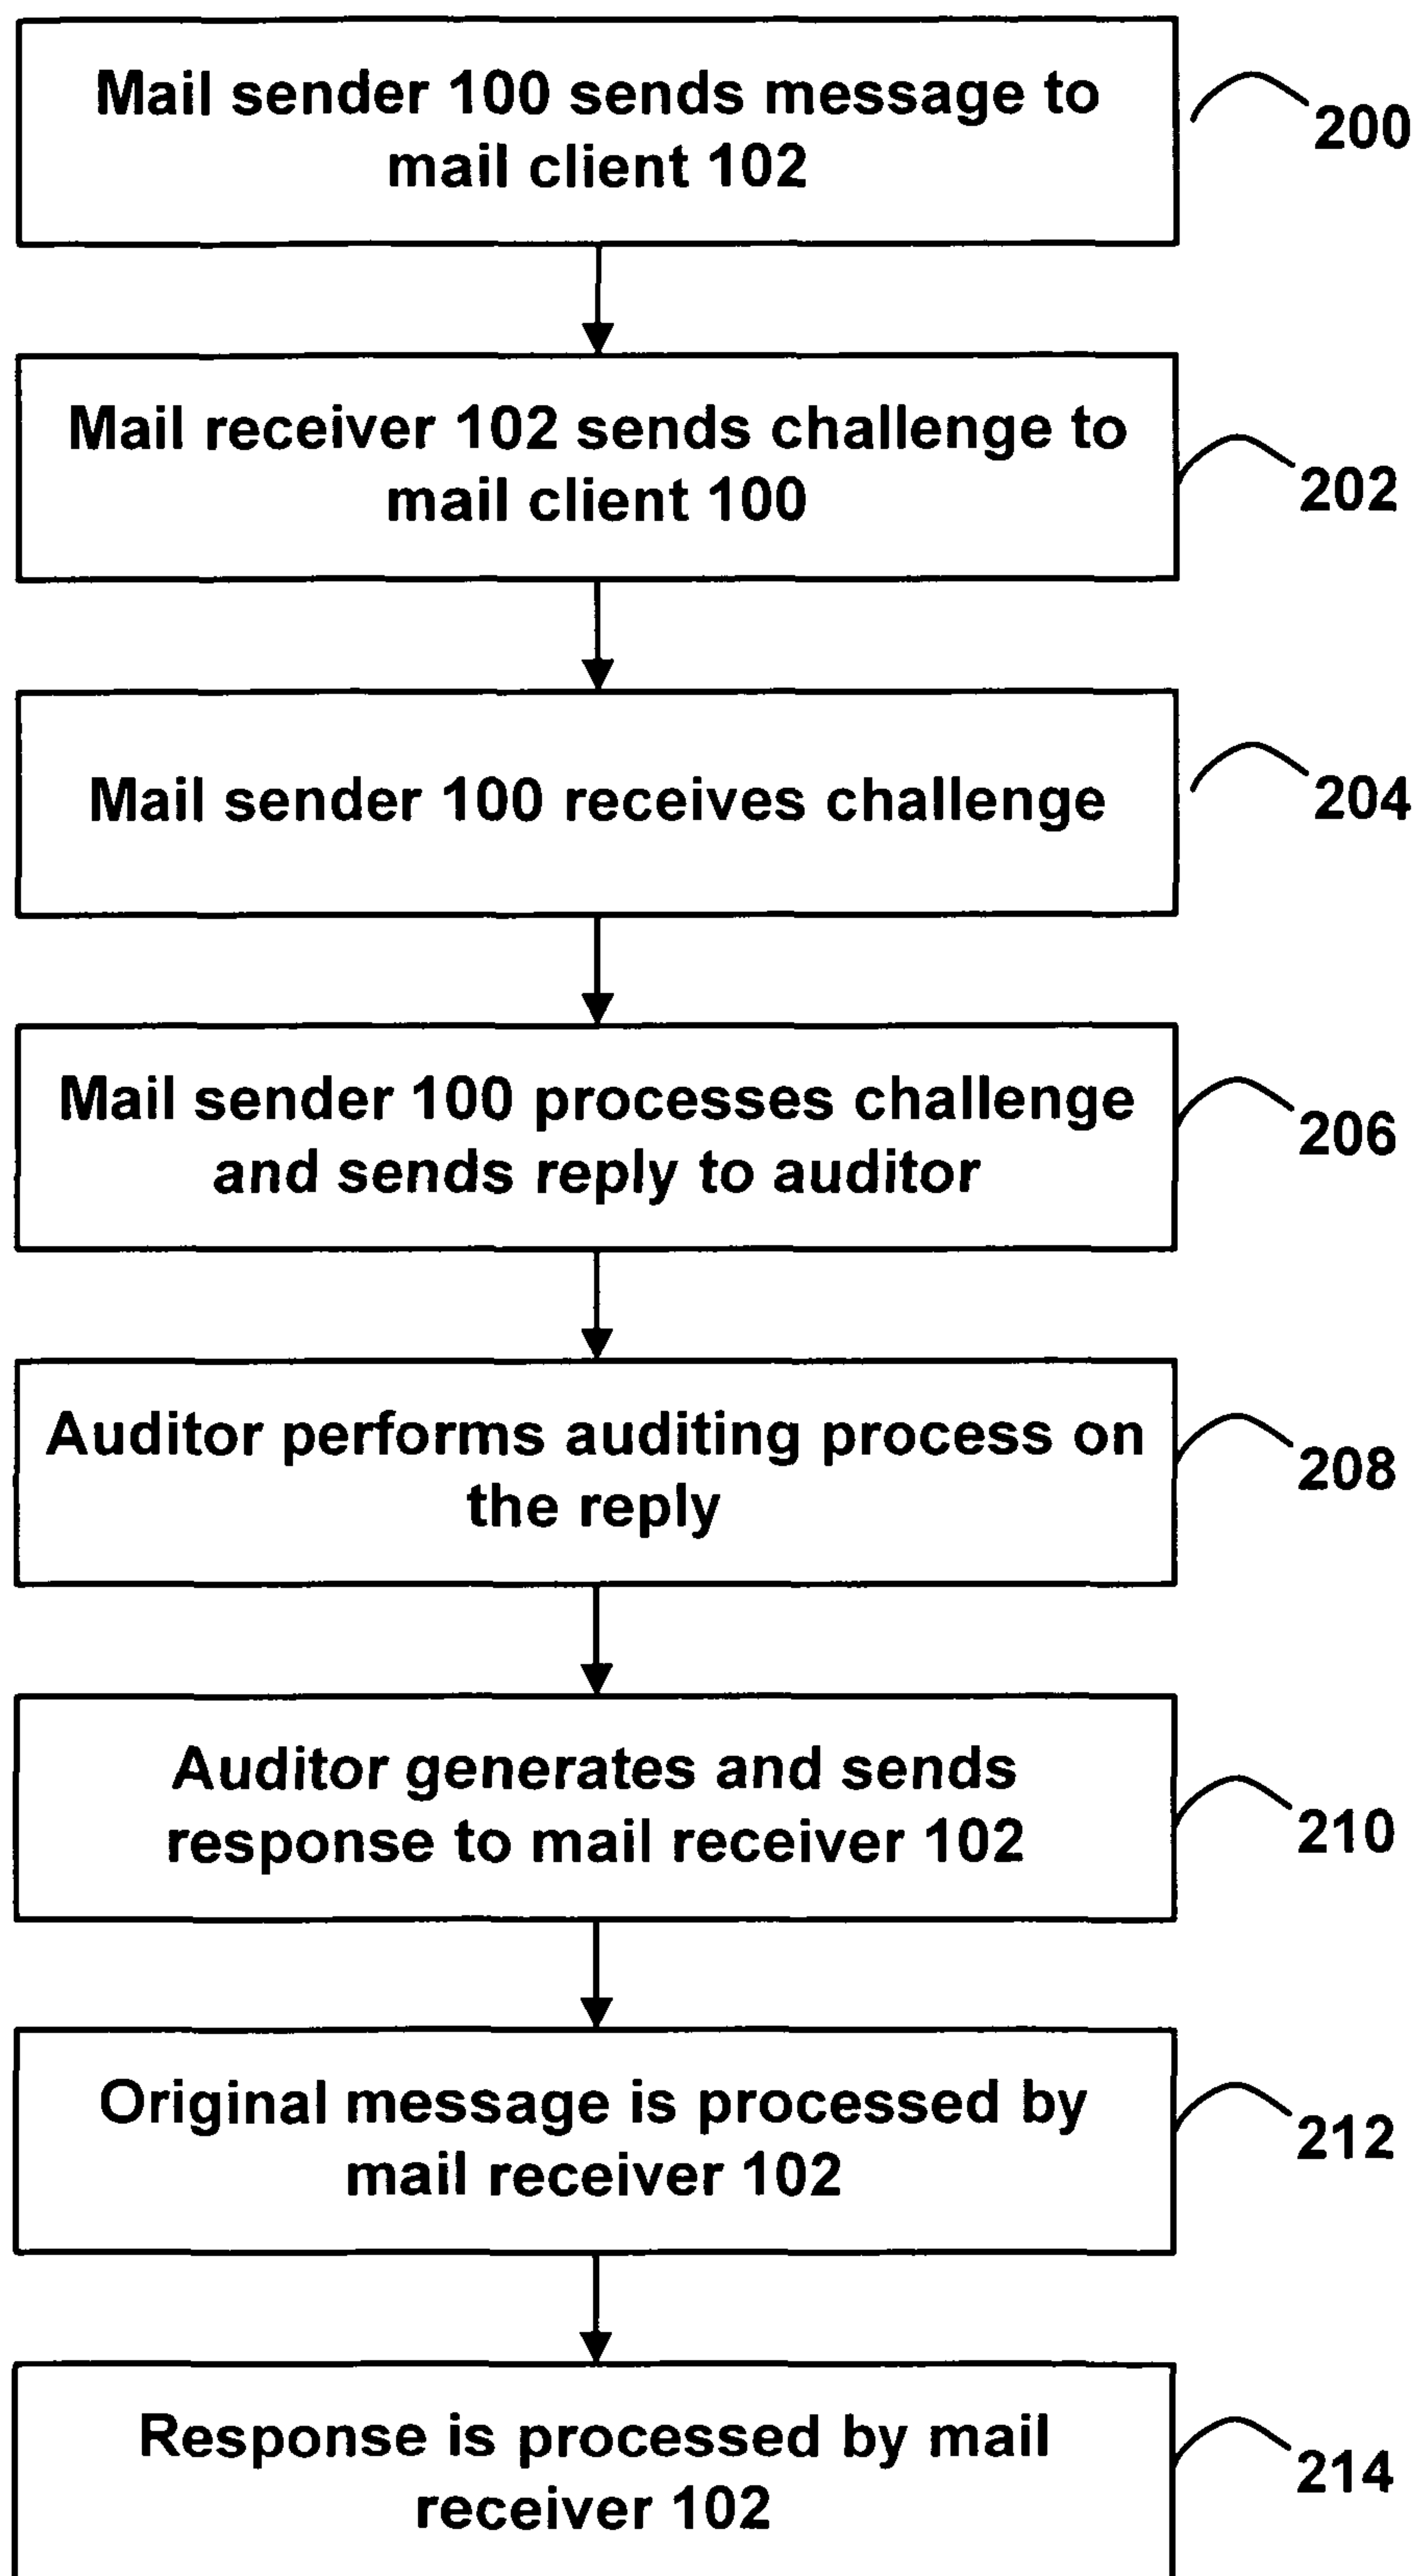 Mail sender 100 sends message to
mail client 102
200
Mail receiver 102 sends challenge to
mail client 100
202
Mail sender 100 receives challenge
204
Mail sender 100 processes challenge
and sends reply to auditor
206
Auditor performs auditing process on
the reply
208
Auditor generates and sends
response to mail receiver 102
210
Original message is processed by
mail receiver 102
212
Response is processed by mail
receiver 102
214